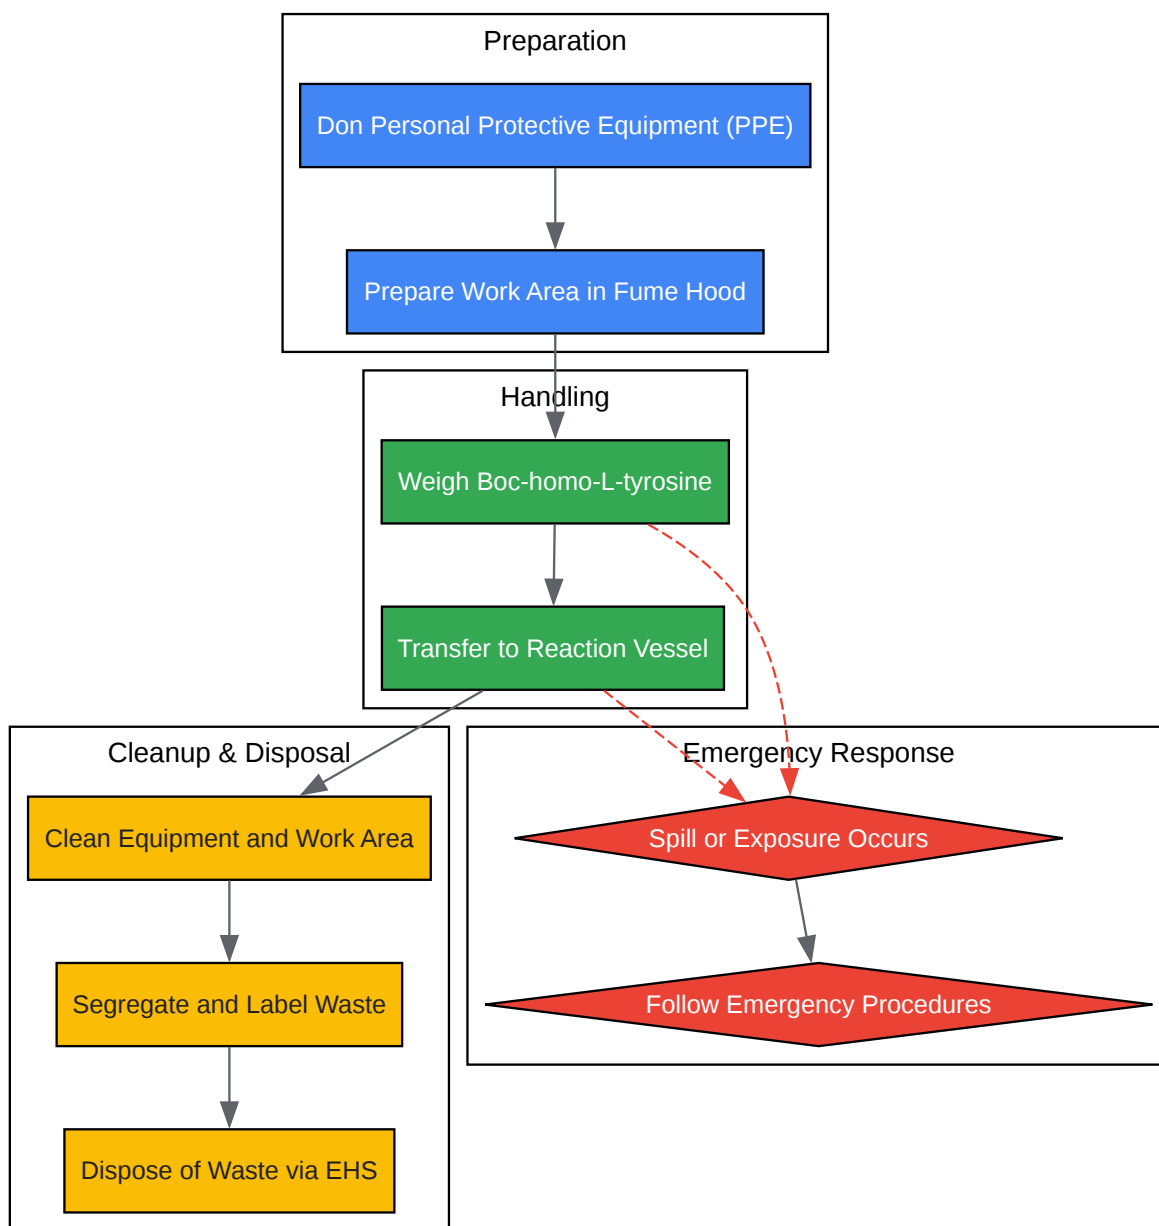 Preparation
Don Personal Protective Equipment (PPE)
Prepare Work Area in Fume Hood
Handling
Weigh Boc-homo-L-tyrosine
Transfer to Reaction Vessel
Cleanup & Disposal
Clean Equipment and Work Area
Segregate and Label Waste
Dispose of Waste via EHS
Emergency Response
Spill or Exposure Occurs
Follow Emergency Procedures